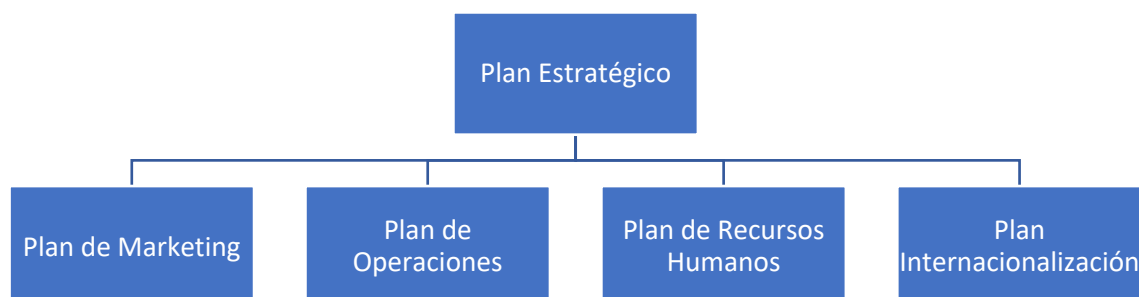 Plan Estratégico
Plan de Marketing
Plan de
Operaciones
Plan de Recursos
Humanos
Plan
Internacionalización